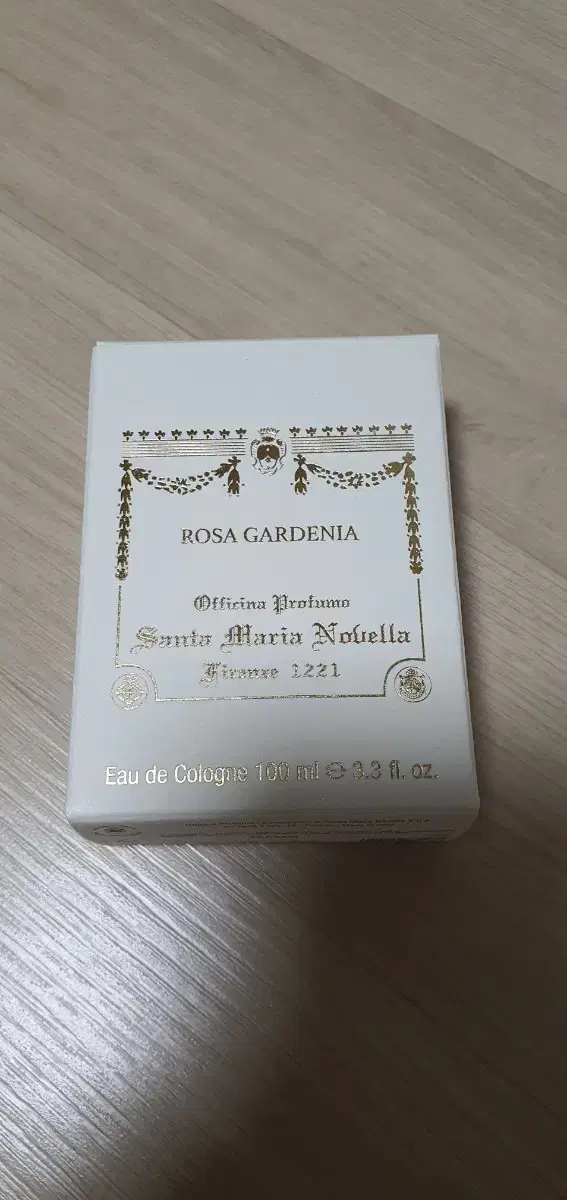 ROSA GARDENIA
Officina Profumo
Santa Maria Novella
Firenze 1221
Eau de Cologne 100 ml ℮ 3.3 fl. oz.